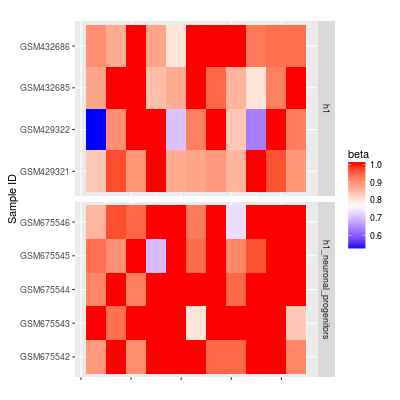 GSM432686
GSM432685
GSM429322
GSM429321
h1
GSM675546
GSM675545
GSM675544
GSM675543
GSM675542
h1_neuronal_progenitors
Sample ID
beta
1.0
0.9
0.8
0.7
0.6